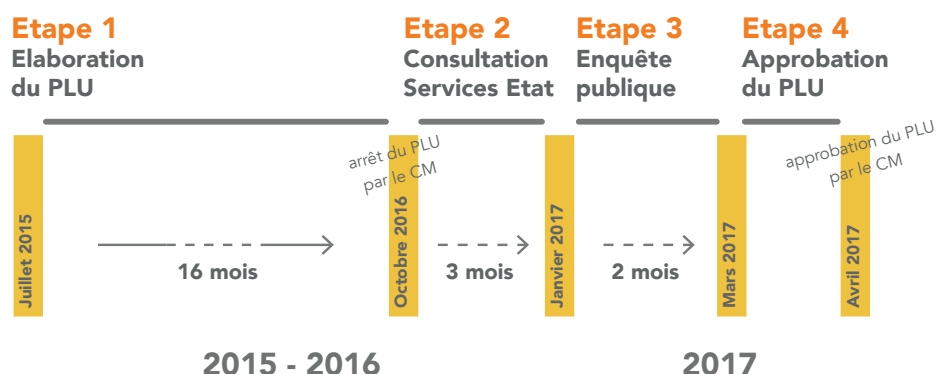 Etape 1
Elaboration
du PLU
Etape 2
Consultation
Services Etat
Etape 3
Enquête
publique
Etape 4
Approbation
du PLU
arrêt du PLU
par le CM
approbation du PLU
par le CM
Juillet 2015
16 mois
Octobre 2016
3 mois
Janvier 2017
2 mois
Mars 2017
Avril 2017
2015 - 2016
2017